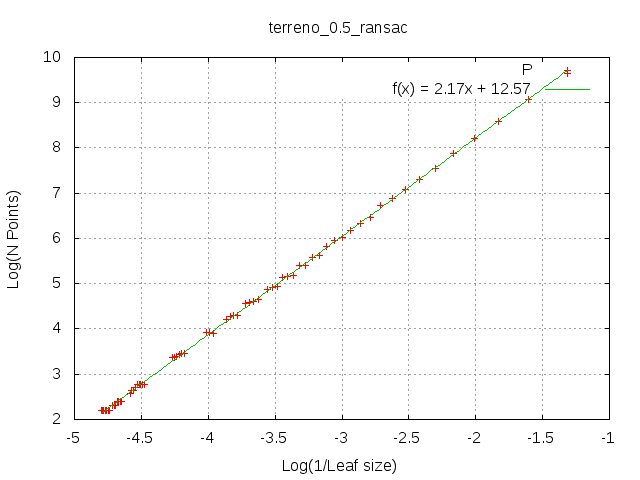 terreno_0.5_ransac
10
9
8
7
6
5
4
3
2
-5 -4.5 -4 -3.5 -3 -2.5 -2 -1.5 -1
Log(N Points)
Log(1/Leaf size)
P
f(x) = 2.17x + 12.57